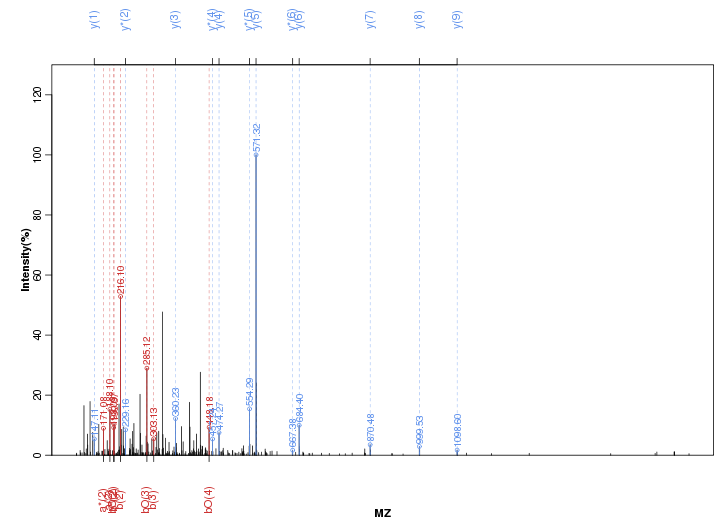 y(1)
y*(2)
y(3)
y*(4)
y(4)
y*(5)
y(5)
y*(6)
y(6)
y(7)
y(8)
y(9)
Intensity(%)
120
100
80
60
40
20
0
147.11
171.08
188.10
216.10
229.16
285.12
303.13
360.23
448.18
474.27
554.29
571.32
667.38
684.40
870.48
999.53
1098.60
a*(2)
b(2)
bO(3)
b(3)
bO(4)
MZ